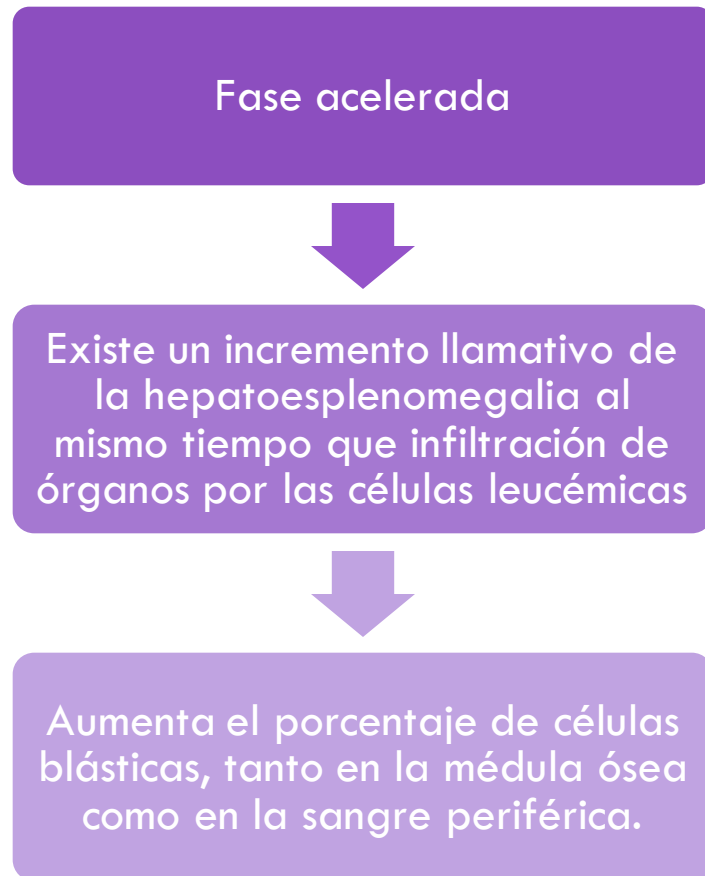 Fase acelerada
Existe un incremento llamativo de
la hepatoesplenomegalia al
mismo tiempo que infiltración de
órganos por las células leucémicas
Aumenta el porcentaje de células
blásticas, tanto en la médula ósea
como en la sangre periférica.